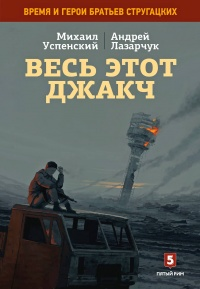 ВРЕМЯ И ГЕРОИ БРАТЬЕВ СТРУГАЦКИХ
Михаил Успенский
Андрей Лазарчук
ВЕСЬ ЭТОТ
ДЖАКЧ
5
ПЯТЫЙ РИМ